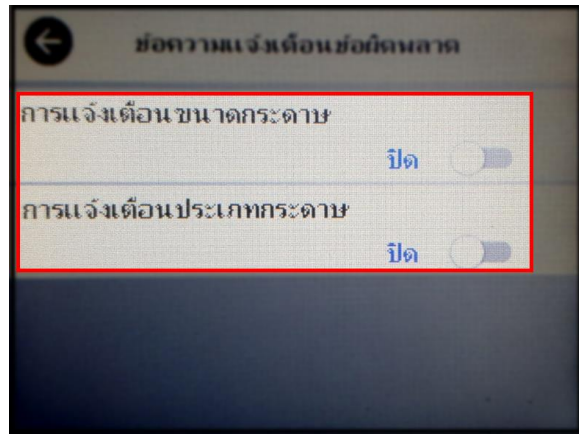 ข้อความแจ้งเตือนข้อผิดพลาด
การแจ้งเตือนขนาดกระดาษ
ปิด
การแจ้งเตือนประเภทกระดาษ
ปิด